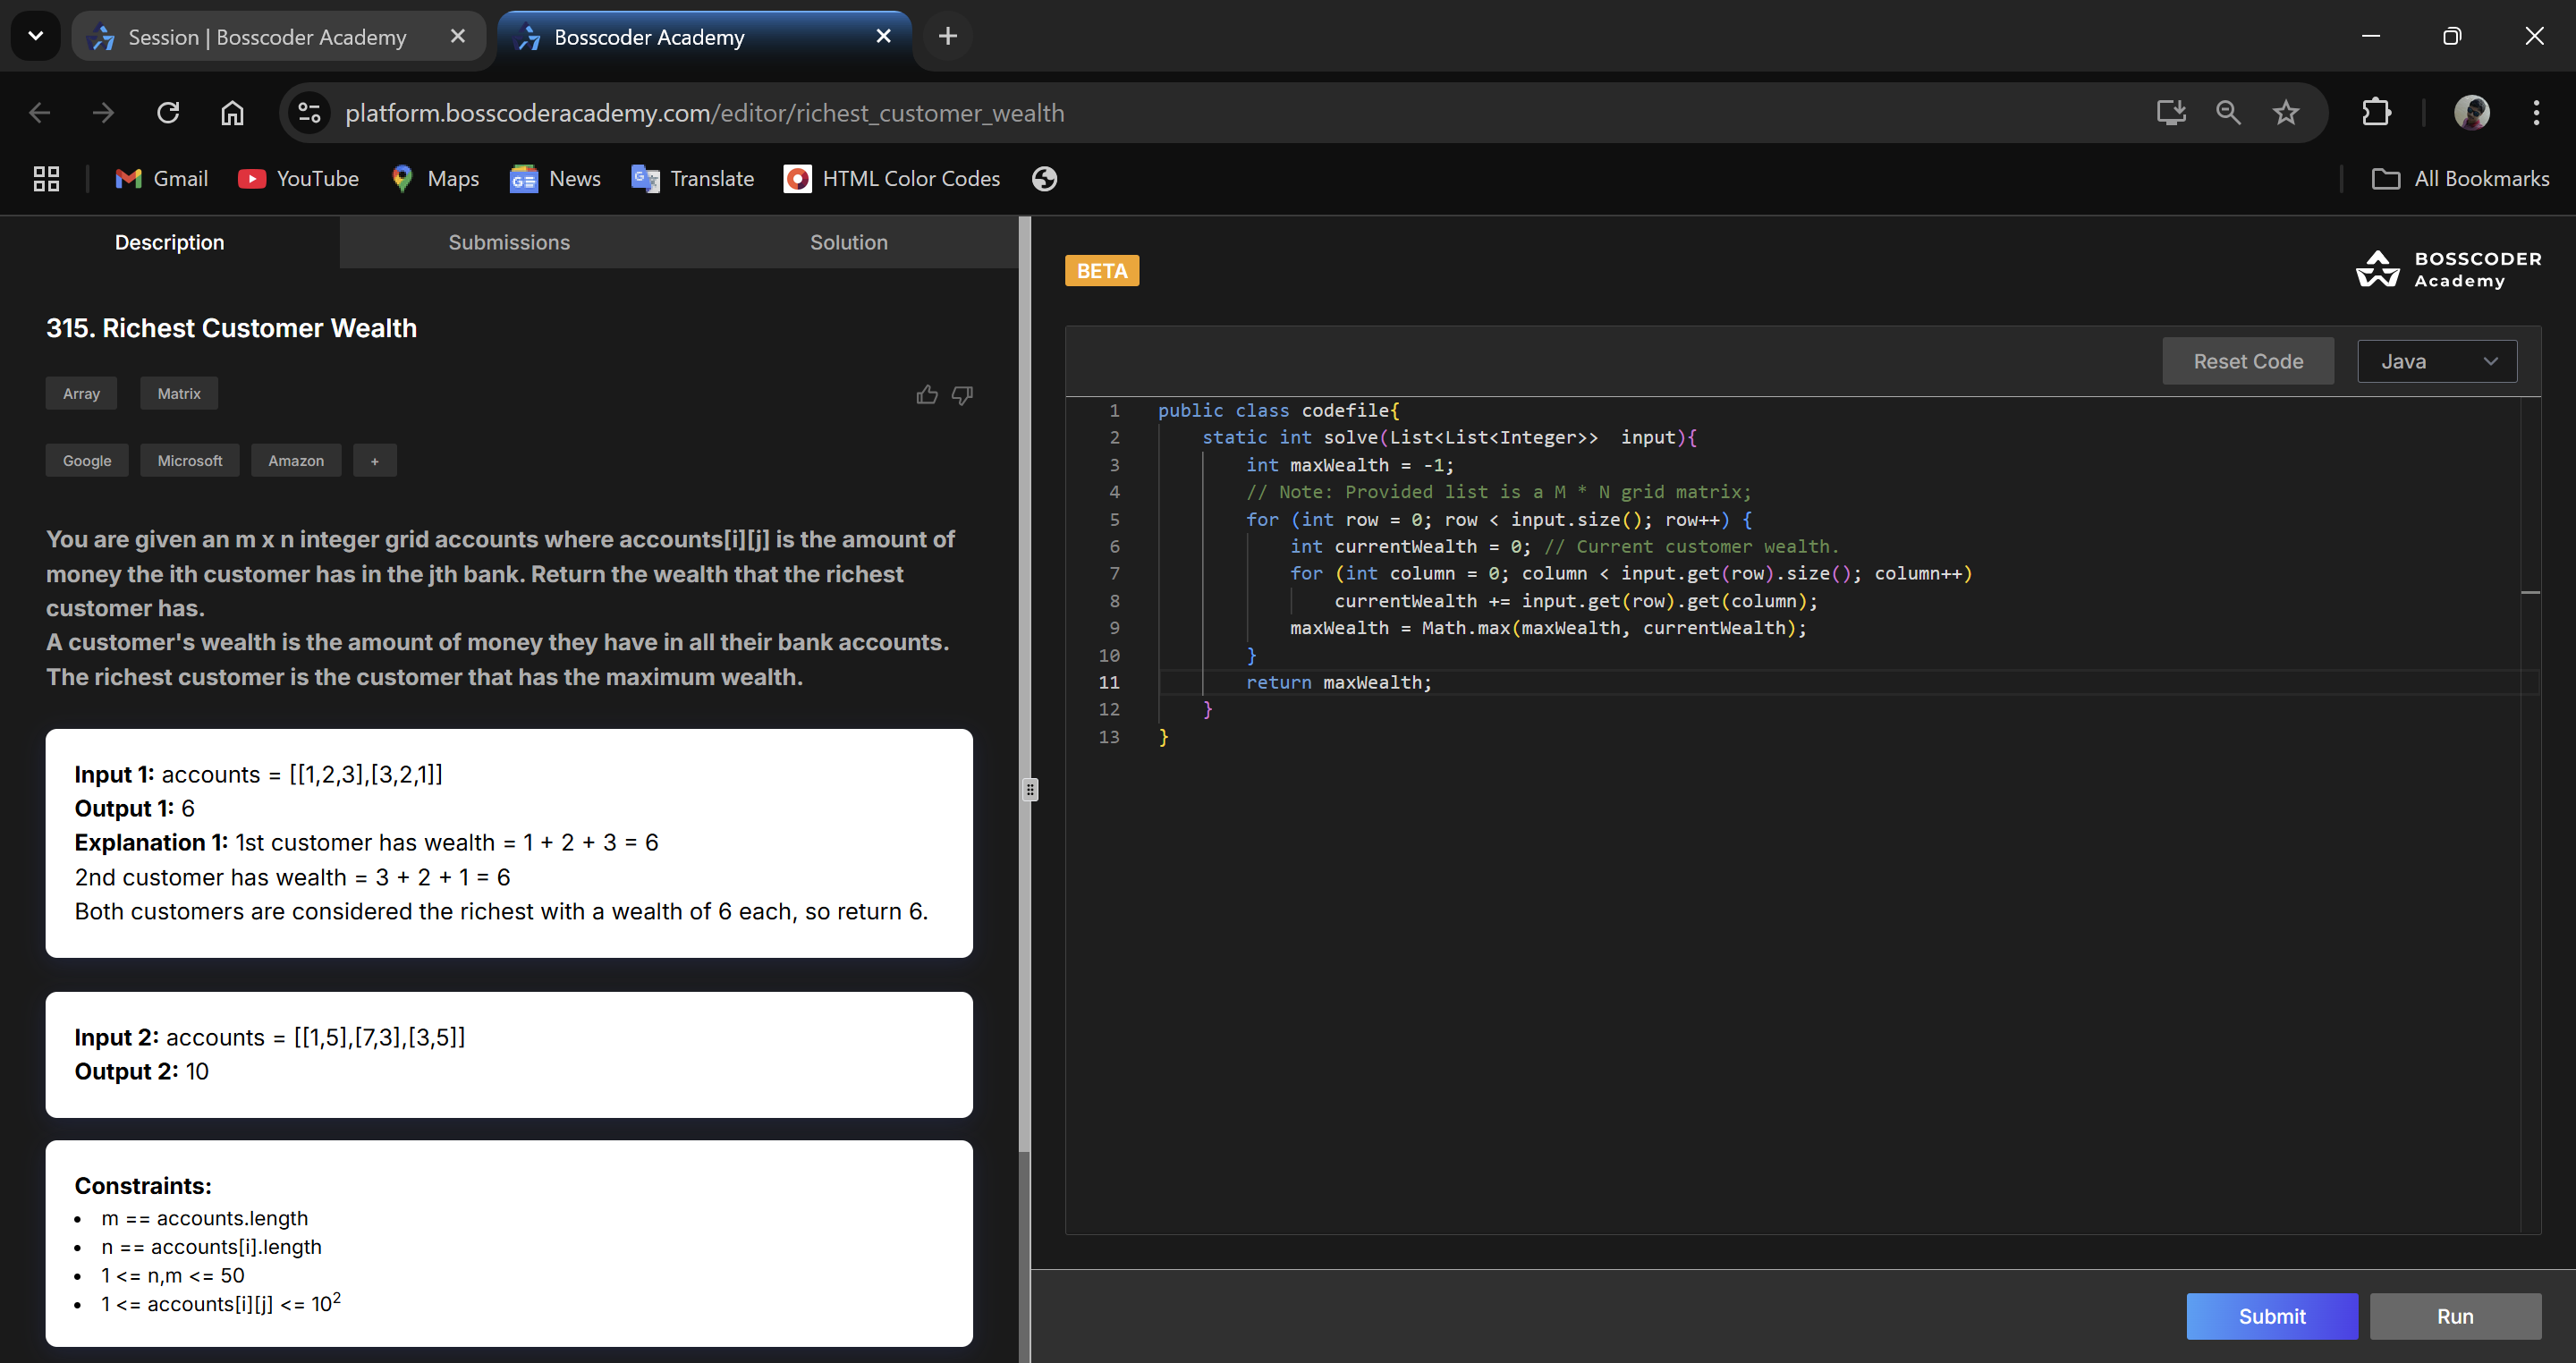 Session | Bosscoder Academy
Bosscoder Academy
platform.bosscoderacademy.com/editor/richest_customer_wealth
Gmail
YouTube
Maps
News
Translate
HTML Color Codes
All Bookmarks
Description
Submissions
Solution
315. Richest Customer Wealth
Array
Matrix
Google
Microsoft
Amazon
+
You are given an m x n integer grid accounts where accounts[i][j] is the amount of
money the ith customer has in the jth bank. Return the wealth that the richest
customer has.
A customer's wealth is the amount of money they have in all their bank accounts.
The richest customer is the customer that has the maximum wealth.
Input 1: accounts = [[1,2,3],[3,2,1]]
Output 1: 6
Explanation 1: 1st customer has wealth = 1 + 2 + 3 = 6
2nd customer has wealth = 3 + 2 + 1 = 6
Both customers are considered the richest with a wealth of 6 each, so return 6.
Input 2: accounts = [[1,5],[7,3],[3,5]]
Output 2: 10
Constraints:
• m == accounts.length
• n == accounts[i].length
• 1 <= n,m <= 50
• 1 <= accounts[i][j] <= 10²
BETA
BOSSCODER
Academy
Reset Code
Java
1 public class codefile{
2     static int solve(List<List<Integer>>  input){
3         int maxWealth = -1;
4         // Note: Provided list is a M * N grid matrix;
5         for (int row = 0; row < input.size(); row++) {
6             int currentWealth = 0; // Current customer wealth.
7             for (int column = 0; column < input.get(row).size(); column++)
8                 currentWealth += input.get(row).get(column);
9             maxWealth = Math.max(maxWealth, currentWealth);
10         }
11         return maxWealth;
12     }
13 }
Submit
Run